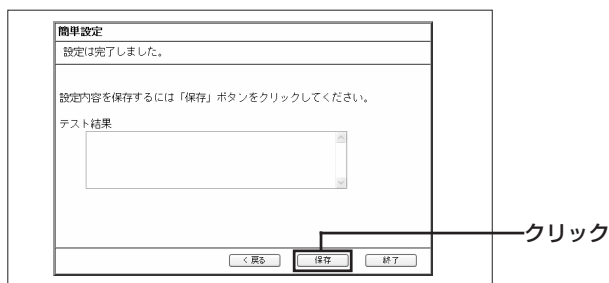 簡単設定
設定は完了しました。
設定内容を保存するには「保存」ボタンをクリックしてください。
テスト結果
クリック
< 戻る 保存 終了